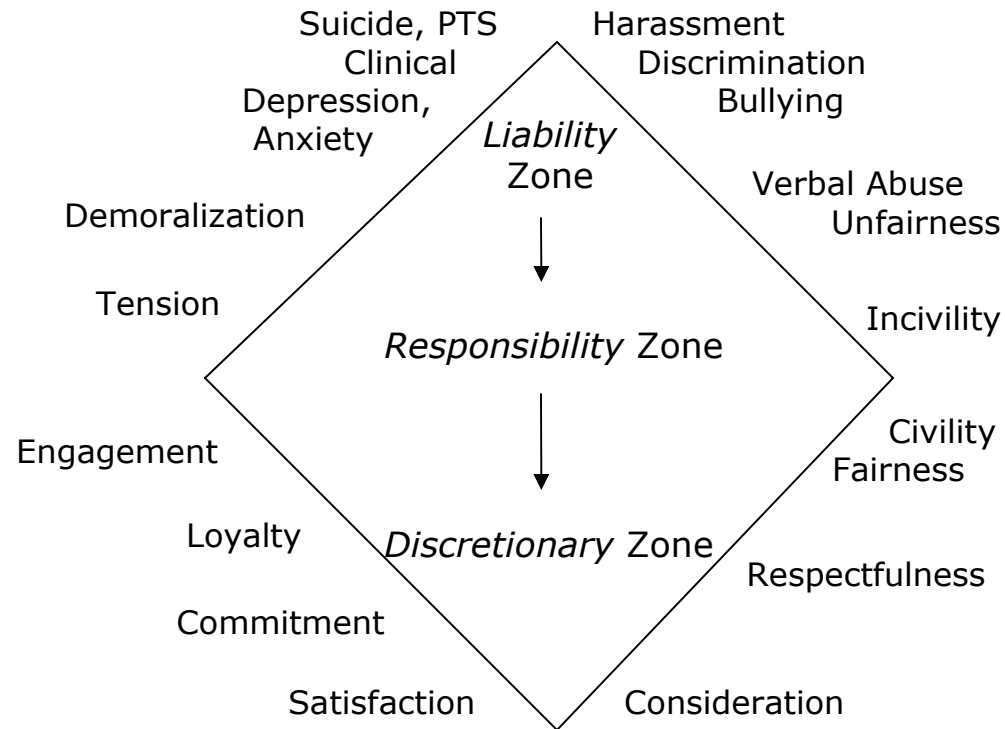 Suicide, PTS
Clinical
Depression,
Anxiety
Harassment
Discrimination
Bullying
Liability
Zone
Demoralization
Verbal Abuse
Unfairness
Tension
Incivility
Responsibility Zone
Engagement
Civility
Fairness
Loyalty
Discretionary Zone
Respectfulness
Commitment
Satisfaction
Consideration